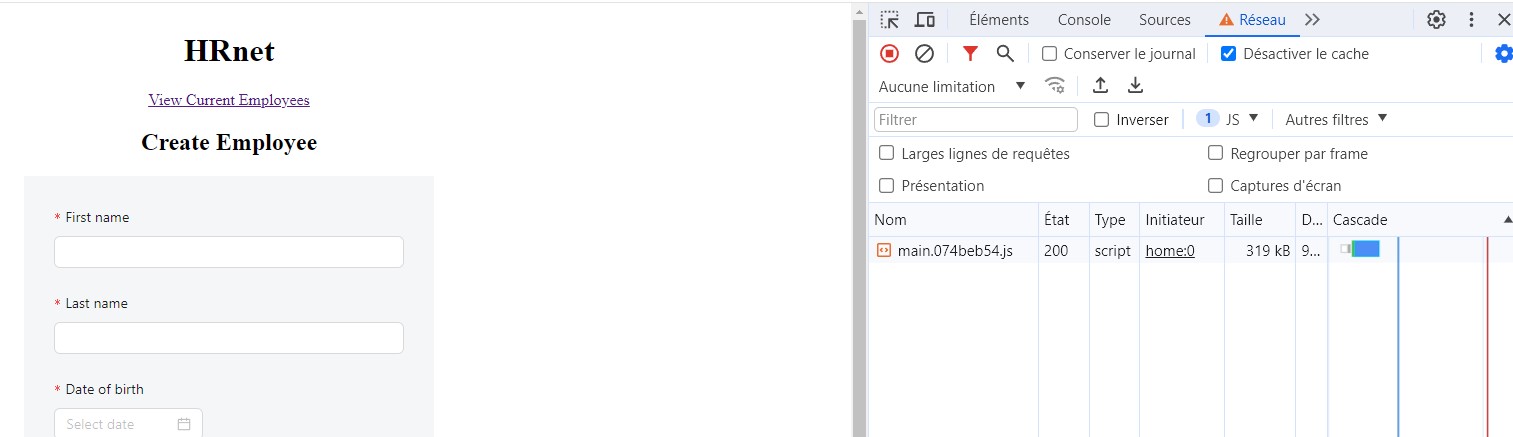 HRnet
View Current Employees
Create Employee
* First name
* Last name
* Date of birth
Select date
Éléments Console Sources Réseau
Conserver le journal Désactiver le cache
Aucune limitation
Filtrer Inverser 1 JS Autres filtres
Larges lignes de requêtes Regrouper par frame
Présentation Captures d'écran
Nom État Type Initiateur Taille D... Cascade
main.074beb54.js 200 script home:0 319 kB 9...